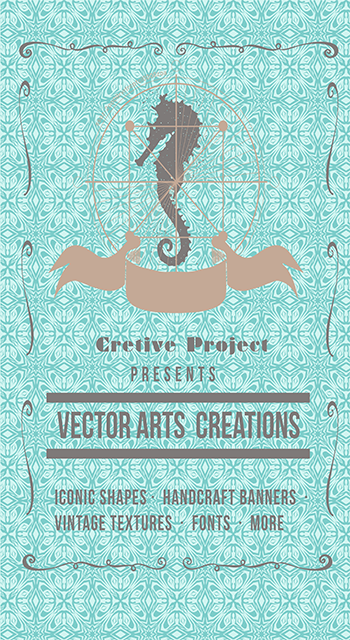 Cretive Project
PRESENTS
VECTOR ARTS CREATIONS
ICONIC SHAPES · HANDCRAFT BANNERS ·
VINTAGE TEXTURES · FONTS · MORE